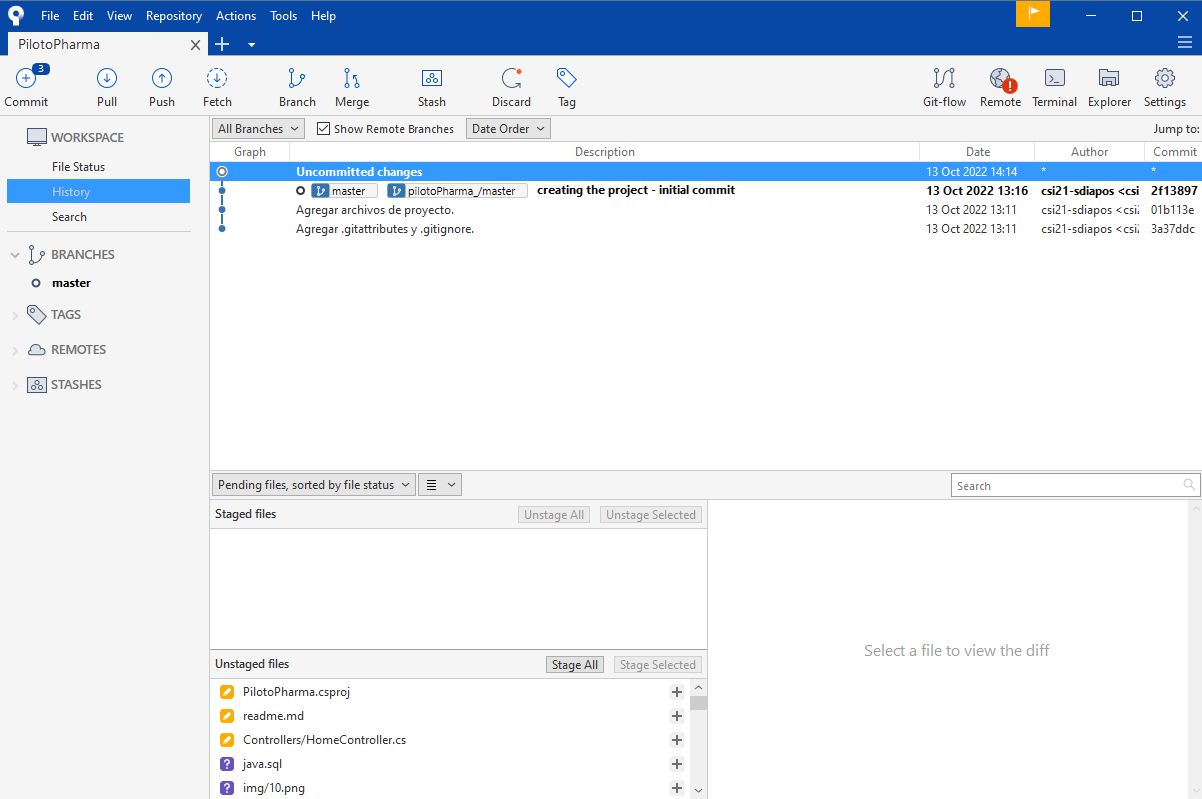 File Edit View Repository Actions Tools Help
PilotoPharma
3
Commit Pull Push Fetch Branch Merge Stash Discard Tag Git-flow Remote Terminal Explorer Settings
WORKSPACE
File Status
History
Search
BRANCHES
master
TAGS
REMOTES
STASHES
All Branches Show Remote Branches Date Order Jump to:
Graph Description Date Author Commit
Uncommitted changes 13 Oct 2022 14:14 * *
master pilotoPharma_/master creating the project - initial commit 13 Oct 2022 13:16 csi21-sdiapos <csi 2f13897
Agregar archivos de proyecto. 13 Oct 2022 13:11 csi21-sdiapos <csi2 01b113e
Agregar .gitattributes y .gitignore. 13 Oct 2022 13:11 csi21-sdiapos <csi2 3a37ddc
Pending files, sorted by file status Search
Staged files Unstage All Unstage Selected
Select a file to view the diff
Unstaged files Stage All Stage Selected
PilotoPharma.csproj
readme.md
Controllers/HomeController.cs
? java.sql
? img/10.png